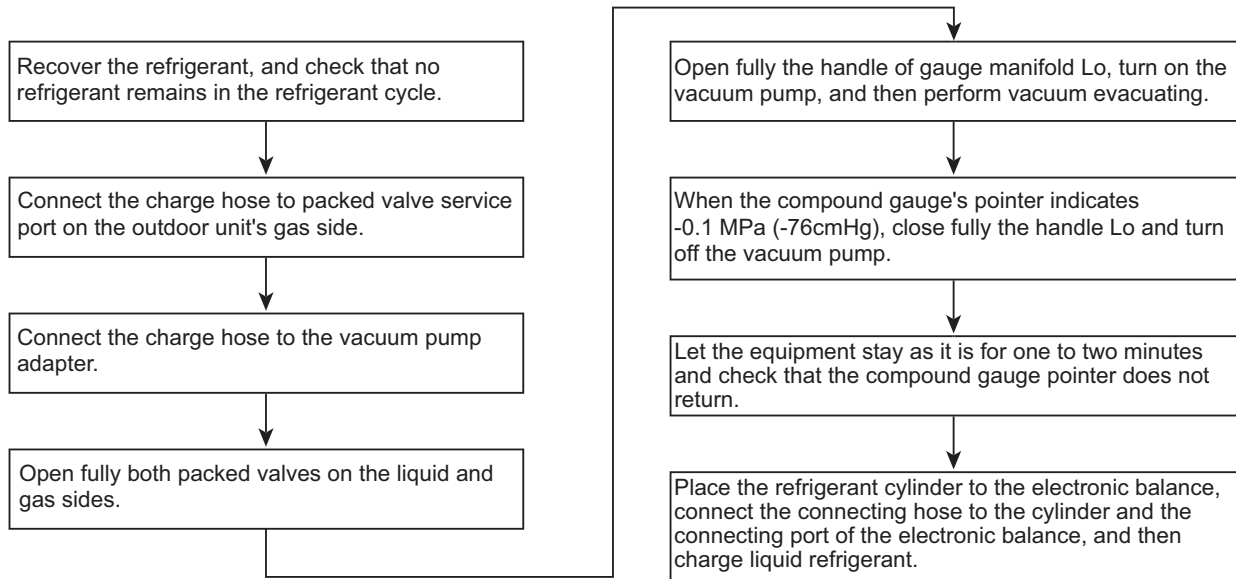 Recover the refrigerant, and check that no
refrigerant remains in the refrigerant cycle.
Connect the charge hose to packed valve service
port on the outdoor unit's gas side.
Connect the charge hose to the vacuum pump
adapter.
Open fully both packed valves on the liquid and
gas sides.
Open fully the handle of gauge manifold Lo, turn on the
vacuum pump, and then perform vacuum evacuating.
When the compound gauge's pointer indicates
-0.1 MPa (-76cmHg), close fully the handle Lo and turn
off the vacuum pump.
Let the equipment stay as it is for one to two minutes
and check that the compound gauge pointer does not
return.
Place the refrigerant cylinder to the electronic balance,
connect the connecting hose to the cylinder and the
connecting port of the electronic balance, and then
charge liquid refrigerant.